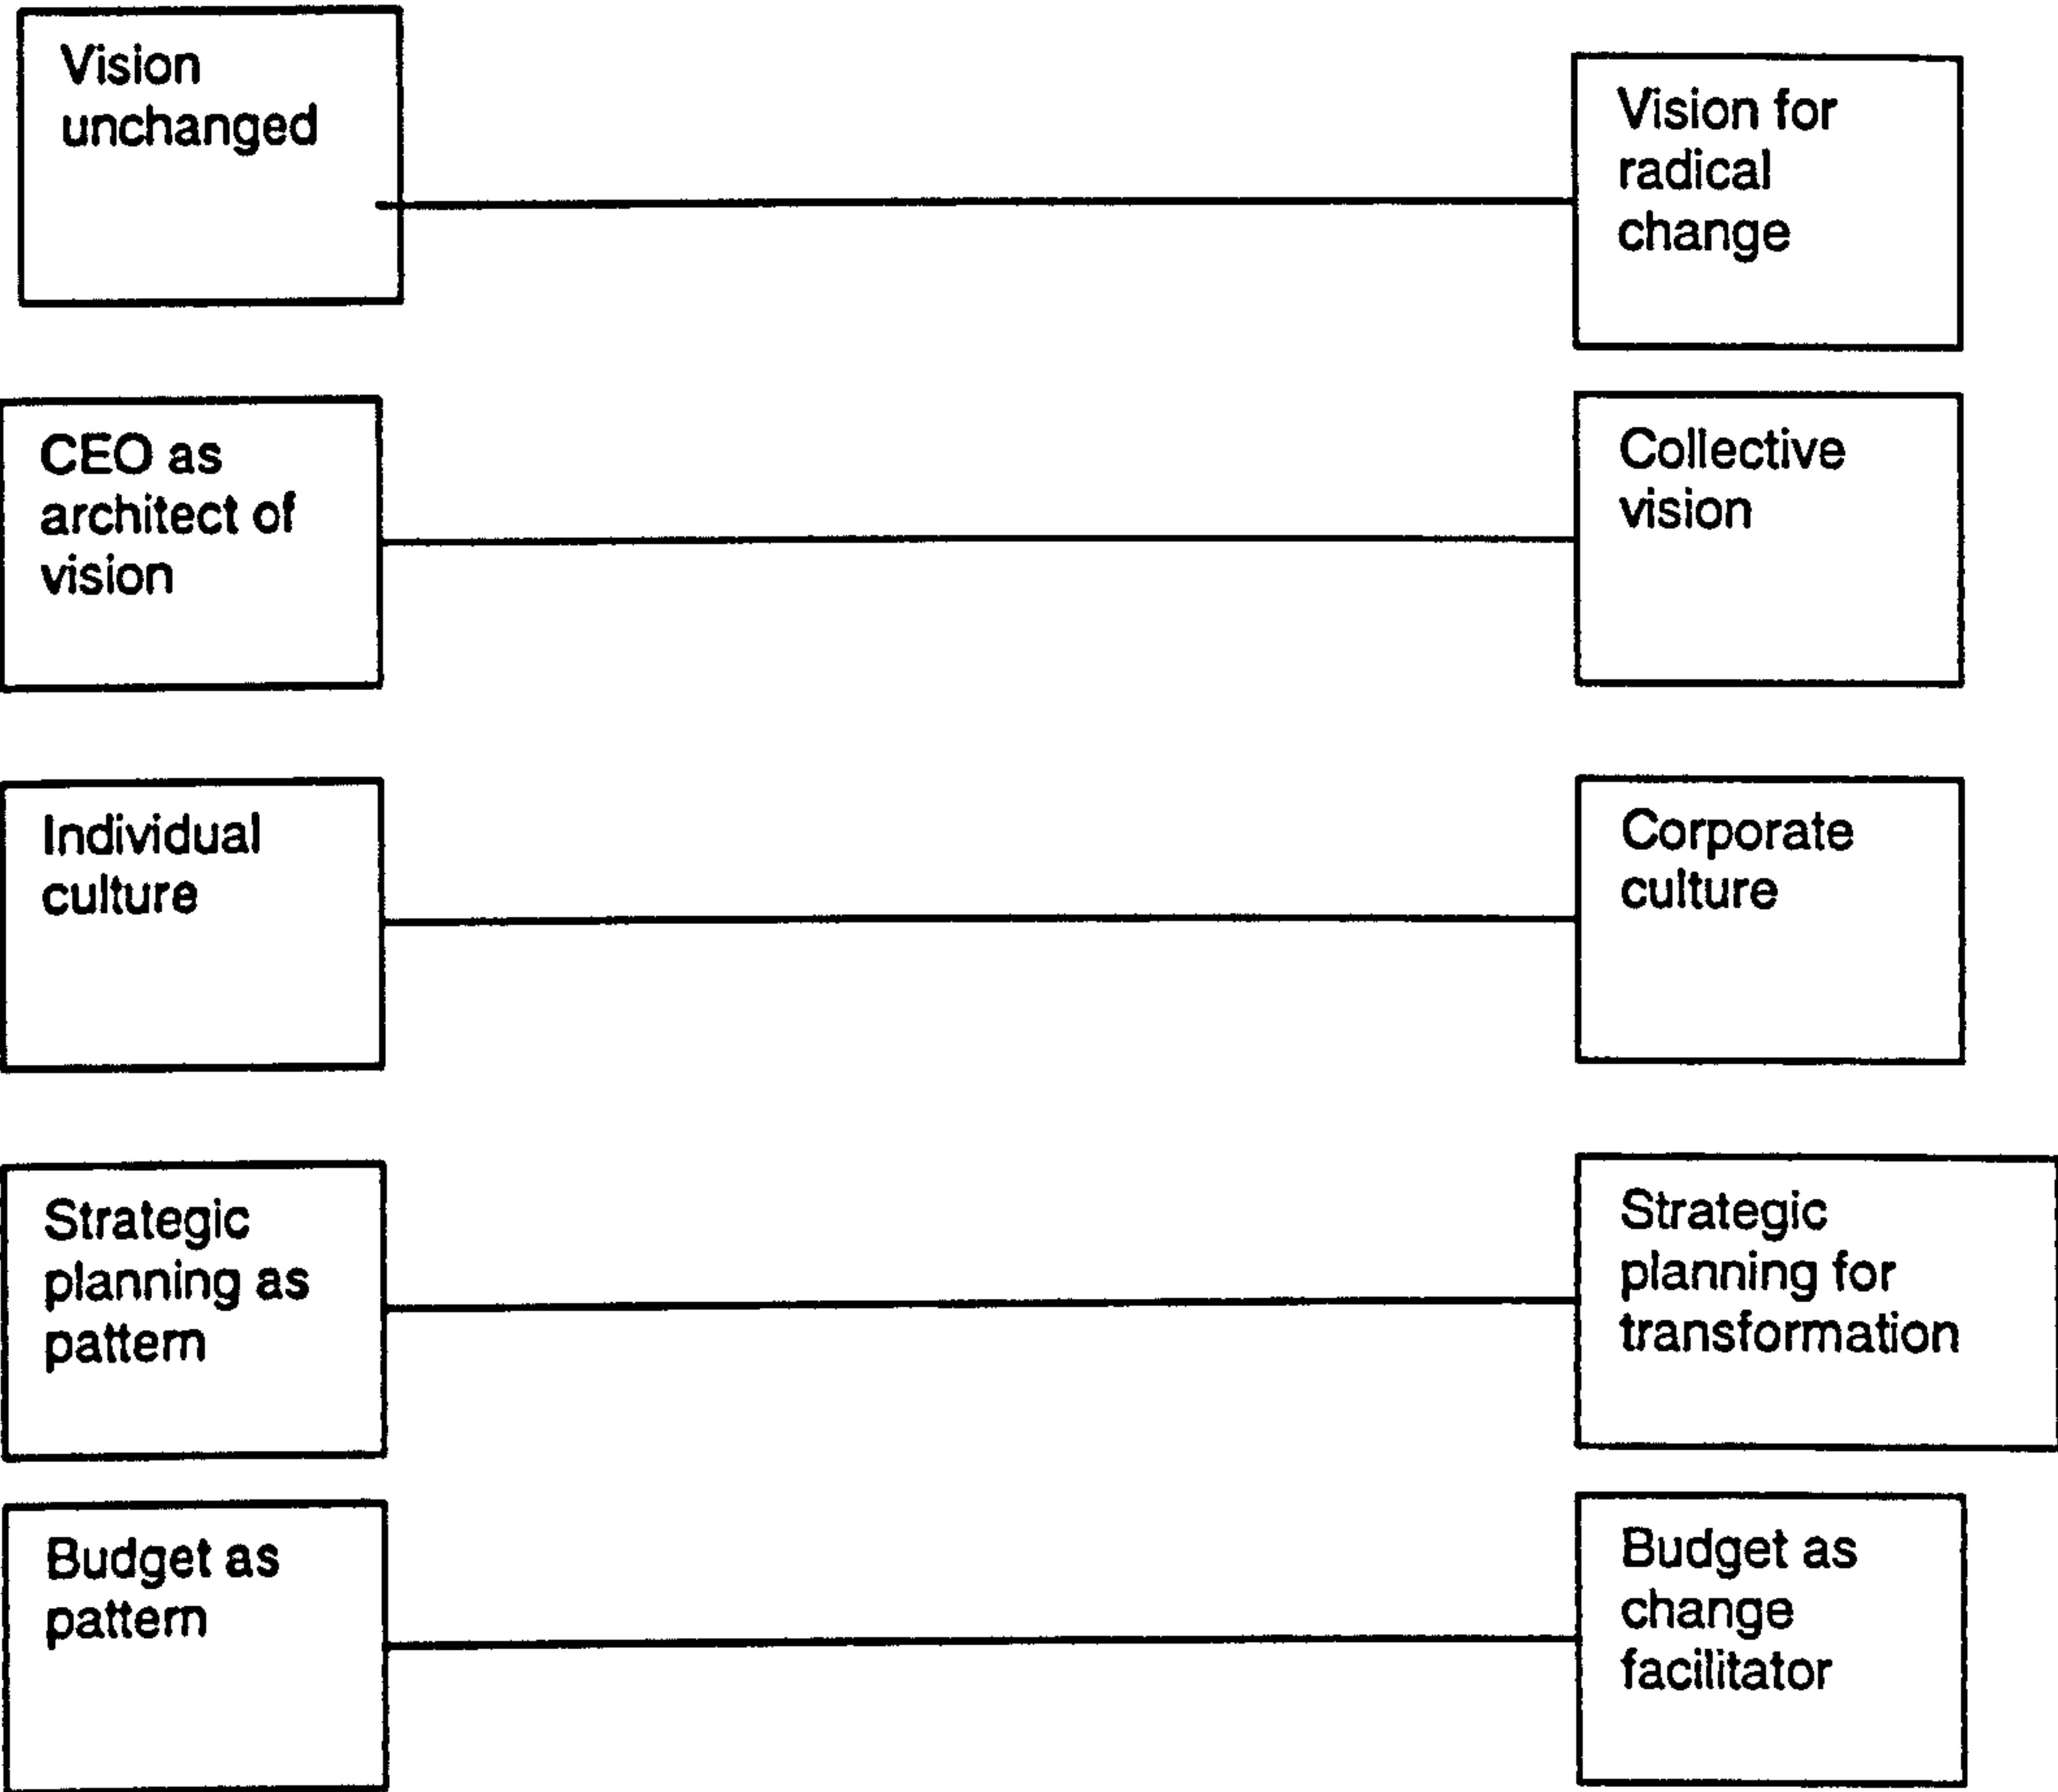 Vision
unchanged
Vision for
radical
change
CEO as
architect of
vision
Collective
vision
Individual
culture
Corporate
culture
Strategic
planning as
pattern
Strategic
planning for
transformation
Budget as
pattern
Budget as
change
facilitator